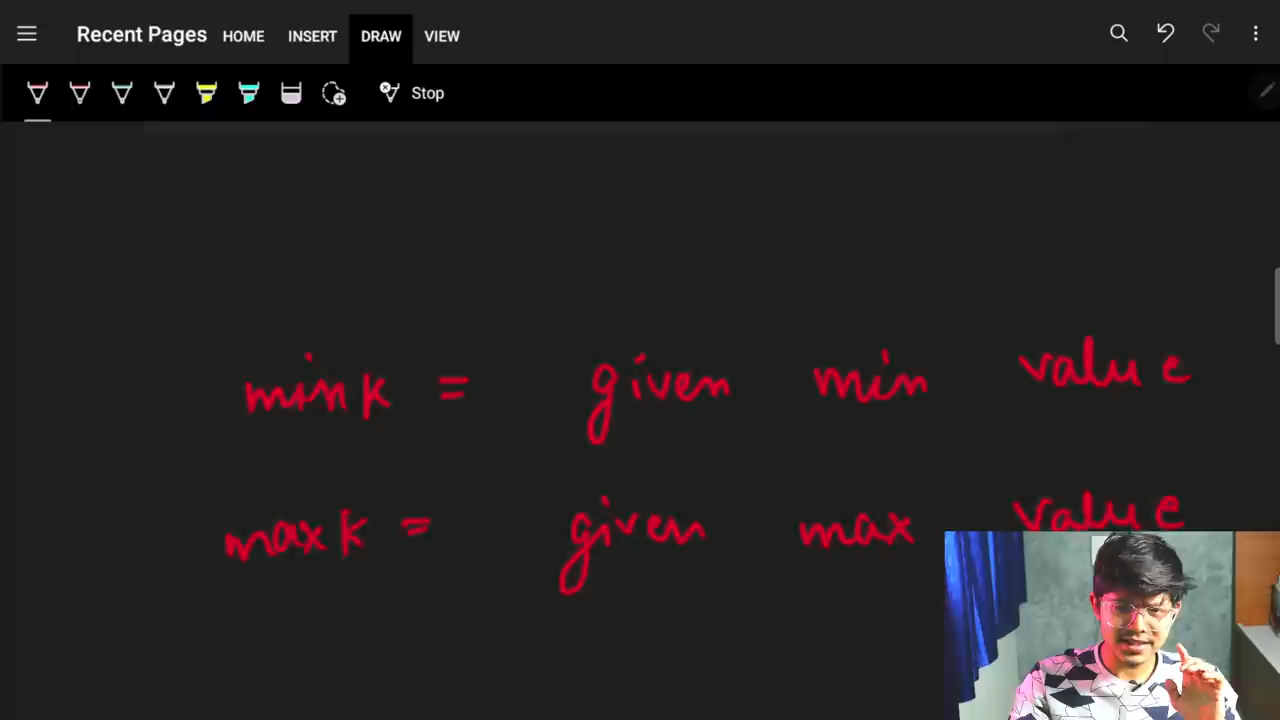 Recent Pages HOME INSERT DRAW VIEW
Stop
mink = given min value
maxk = given max value